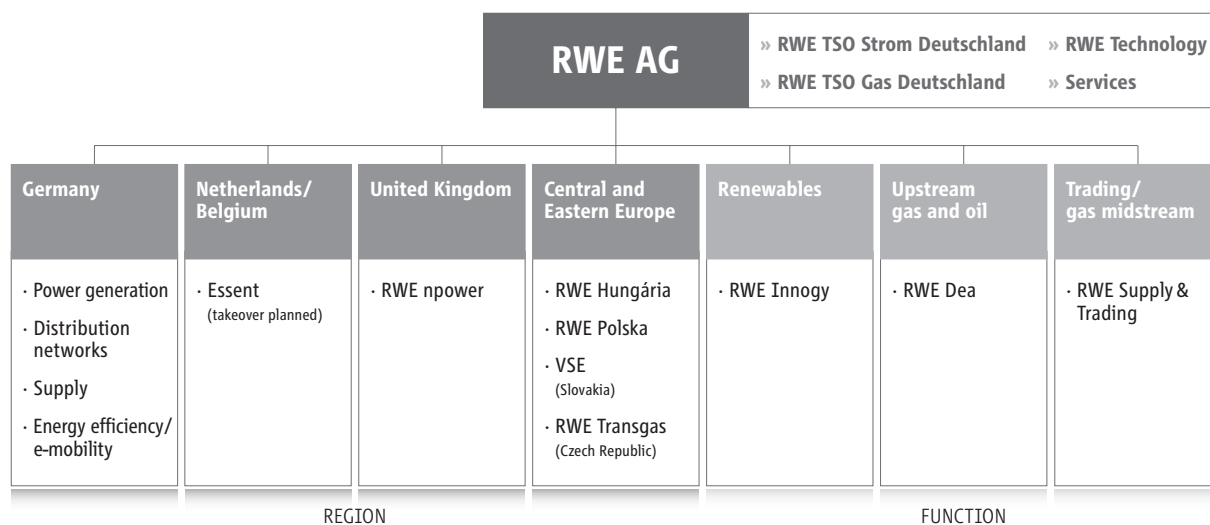 RWE AG
» RWE TSO Strom Deutschland
» RWE Technology
» RWE TSO Gas Deutschland
» Services
Germany
· Power generation
· Distribution
networks
· Supply
· Energy efficiency/
e-mobility
Netherlands/
Belgium
· Essent
(takeover planned)
United Kingdom
· RWE npower
Central and
Eastern Europe
· RWE Hungária
· RWE Polska
· VSE
(Slovakia)
· RWE Transgas
(Czech Republic)
Renewables
· RWE Innogy
Upstream
gas and oil
· RWE Dea
Trading/
gas midstream
· RWE Supply &
Trading
REGION
FUNCTION